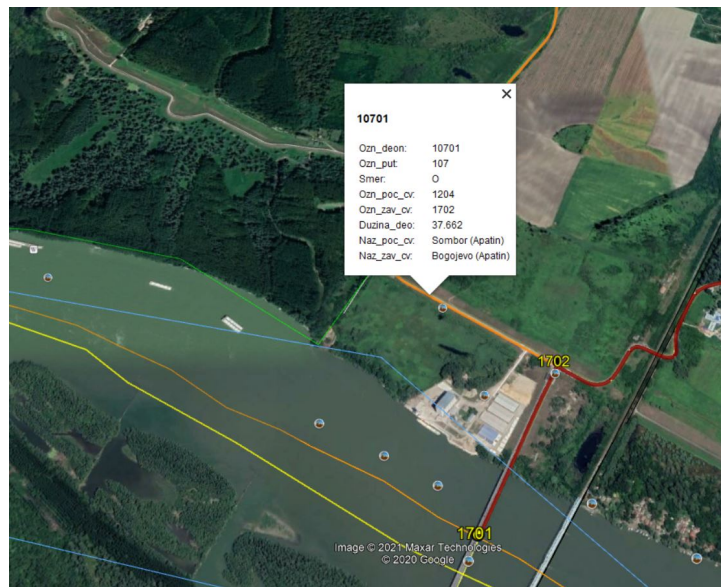 10701
Ozn_deon: 10701
Ozn_put: 107
Smer: O
Ozn_poc_cv: 1204
Ozn_zav_cv: 1702
Duzina_deo: 37.662
Naz_poc_cv: Sombor (Apatin)
Naz_zav_cv: Bogojevo (Apatin)
1702
1701
Image © 2021 Maxar Technologies
© 2020 Google